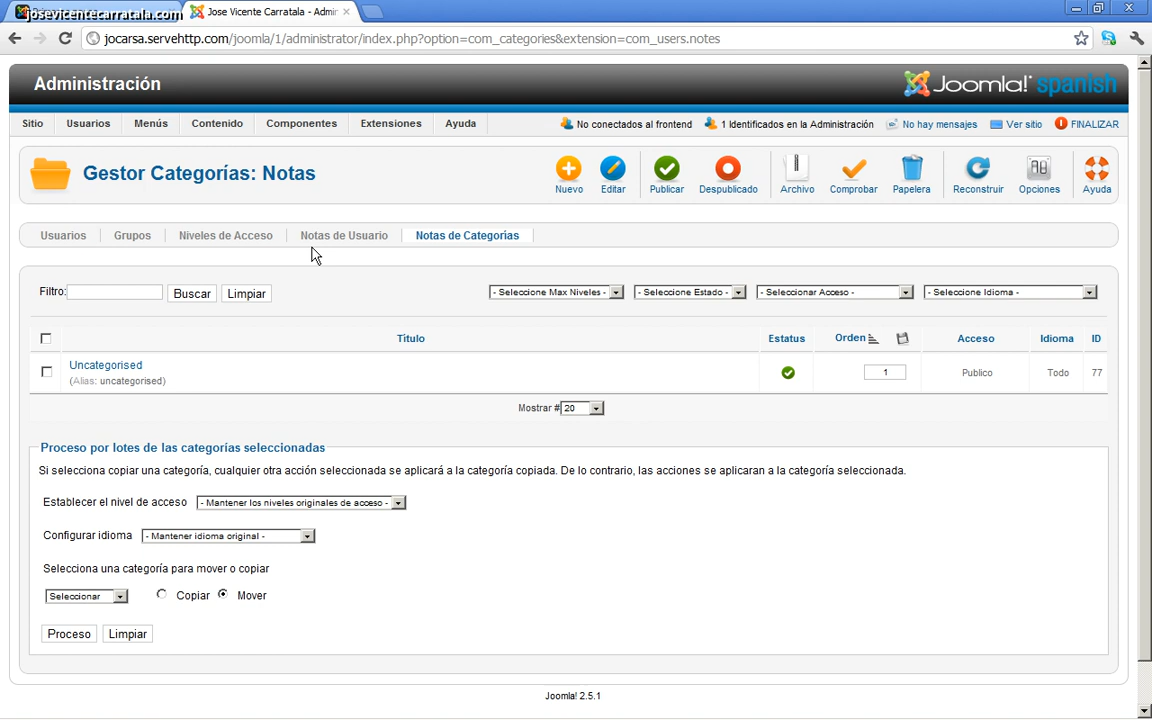 josevicentecarratala.com
Jose Vicente Carratala - Admir
jocarsa.servehttp.com/joomla/1/administrator/index.php?option=com_categories&extension=com_users.notes
Administración
Joomla! spanish
Sitio Usuarios Menús Contenido Componentes Extensiones Ayuda No conectados al frontend 1 Identificados en la Administración No hay mensajes Ver sitio FINALIZAR
Gestor Categorías: Notas
Nuevo Editar Publicar Despublicado Archivo Comprobar Papelera Reconstruir Opciones Ayuda
Usuarios Grupos Niveles de Acceso Notas de Usuario Notas de Categorías
Filtro: Buscar Limpiar - Seleccione Max Niveles - - Seleccione Estado - - Seleccionar Acceso - - Seleccione Idioma -
Título Estatus Orden Acceso Idioma ID
Uncategorised
(Alias: uncategorised)
1 Publico Todo 77
Mostrar # 20
Proceso por lotes de las categorías seleccionadas
Si selecciona copiar una categoría, cualquier otra acción seleccionada se aplicará a la categoría copiada. De lo contrario, las acciones se aplicaran a la categoría seleccionada.
Establecer el nivel de acceso - Mantener los niveles originales de acceso -
Configurar idioma - Mantener idioma original -
Selecciona una categoría para mover o copiar
Seleccionar Copiar Mover
Proceso Limpiar
Joomla! 2.5.1